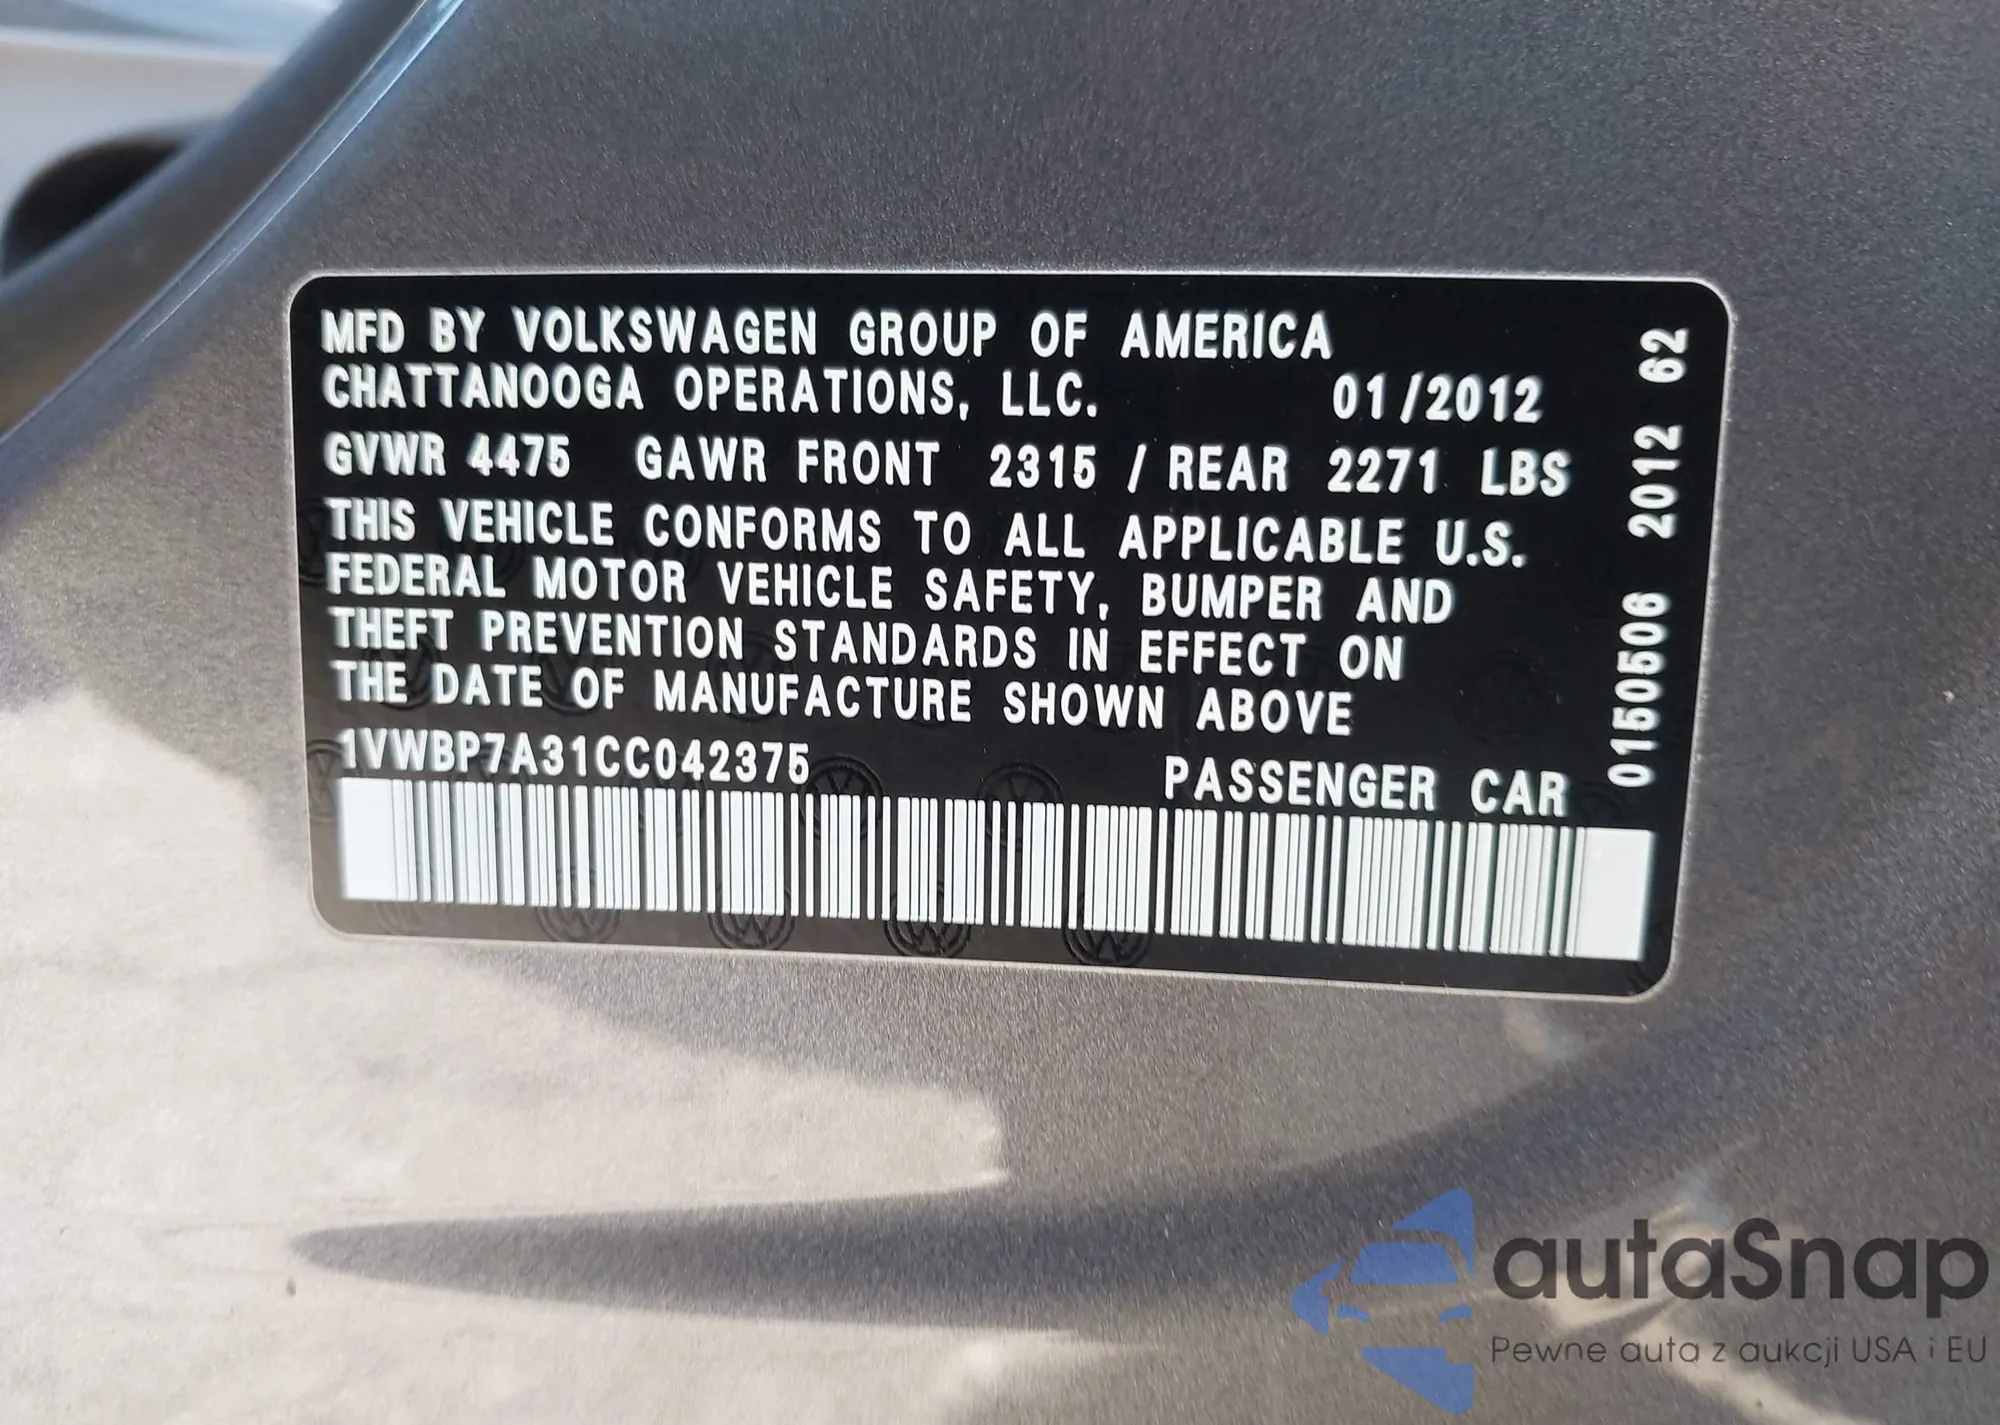 MFD BY VOLKSWAGEN GROUP OF AMERICA
CHATTANOOGA OPERATIONS, LLC. 01/2012
GVWR 4475 GAWR FRONT 2315 / REAR 2271 LBS
THIS VEHICLE CONFORMS TO ALL APPLICABLE U.S.
FEDERAL MOTOR VEHICLE SAFETY, BUMPER AND
THEFT PREVENTION STANDARDS IN EFFECT ON
THE DATE OF MANUFACTURE SHOWN ABOVE
1VWBP7A31CC042375 PASSENGER CAR
0150506 2012 62
autaSnap
Pewne auta z aukcji USA i EU